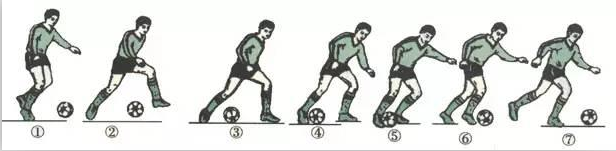 ① ② ③ ④ ⑤ ⑥ ⑦